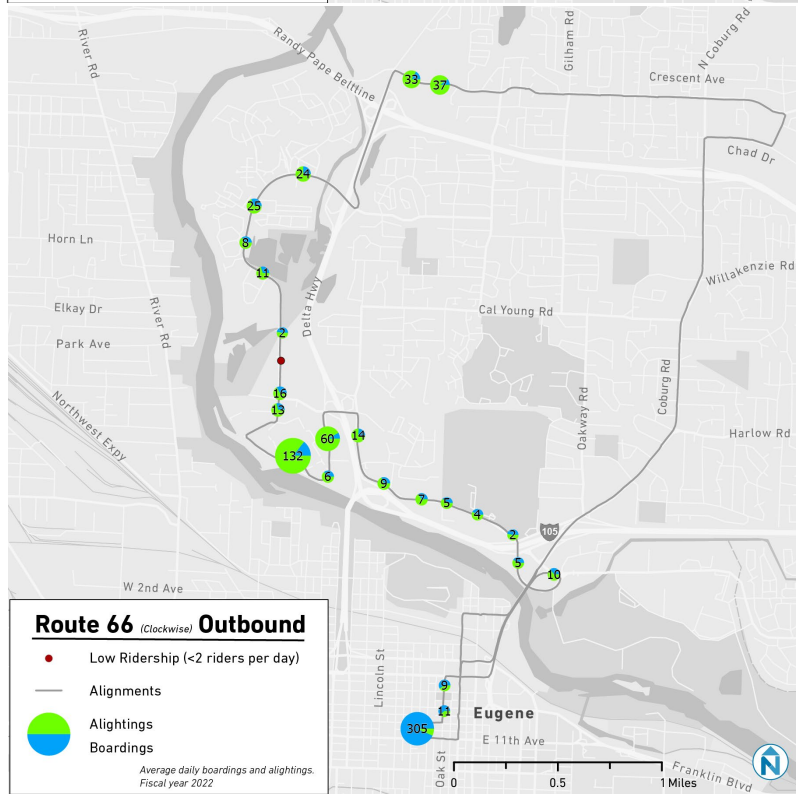 Randy Pape Beltline
River Rd
Gilham Rd
N Coburg Rd
Crescent Ave
33
37
Chad Dr
24
25
8
11
Horn Ln
Willakenzie Rd
Elkay Dr
River Rd
Delta Hwy
Cal Young Rd
2
Park Ave
Coburg Rd
Oakway Rd
16
13
Northwest Expy
14
60
132
6
Harlow Rd
9
7
5
4
2
105
5
10
W 2nd Ave
Route 66 (Clockwise) Outbound
Low Ridership (<2 riders per day)
Alignments
Alightings
Boardings
Average daily boardings and alightings.
Fiscal year 2022
Lincoln St
9
11
305
Eugene
E 11th Ave
Oak St
Franklin Blvd
N
0 0.5 1 Miles